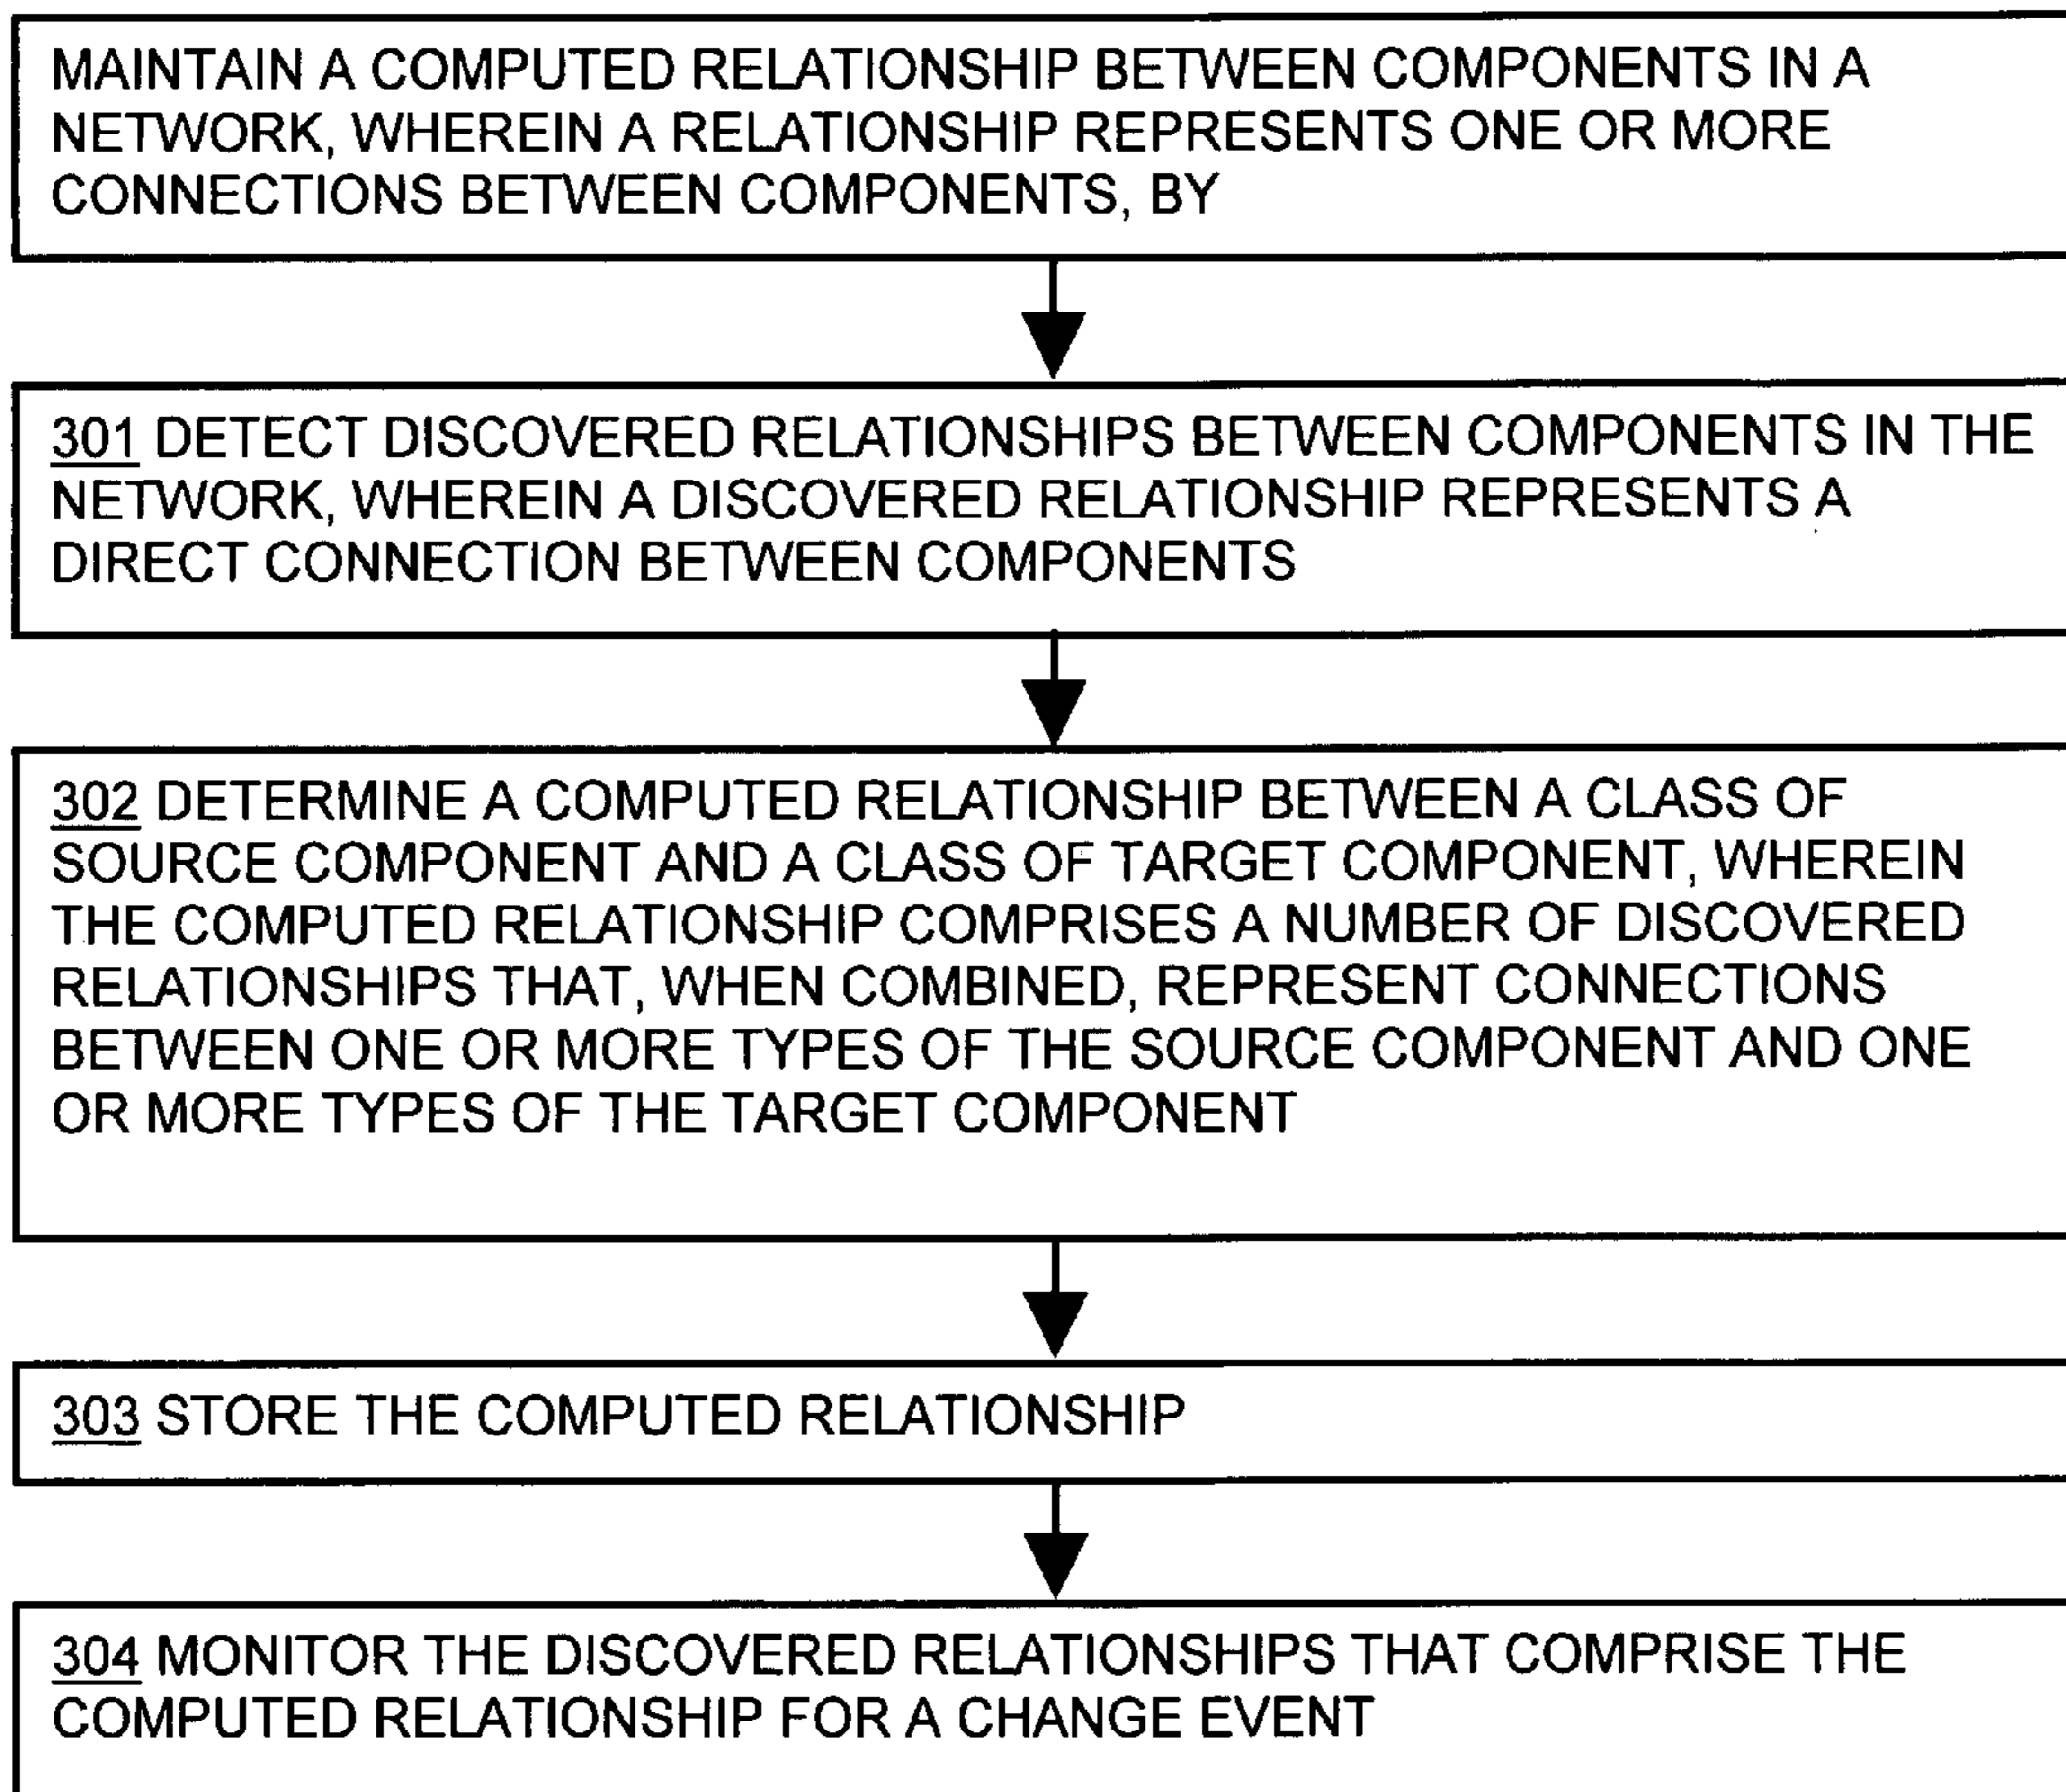 MAINTAIN A COMPUTED RELATIONSHIP BETWEEN COMPONENTS IN A
NETWORK, WHEREIN A RELATIONSHIP REPRESENTS ONE OR MORE
CONNECTIONS BETWEEN COMPONENTS, BY
301 DETECT DISCOVERED RELATIONSHIPS BETWEEN COMPONENTS IN THE
NETWORK, WHEREIN A DISCOVERED RELATIONSHIP REPRESENTS A
DIRECT CONNECTION BETWEEN COMPONENTS
302 DETERMINE A COMPUTED RELATIONSHIP BETWEEN A CLASS OF
SOURCE COMPONENT AND A CLASS OF TARGET COMPONENT, WHEREIN
THE COMPUTED RELATIONSHIP COMPRISES A NUMBER OF DISCOVERED
RELATIONSHIPS THAT, WHEN COMBINED, REPRESENT CONNECTIONS
BETWEEN ONE OR MORE TYPES OF THE SOURCE COMPONENT AND ONE
OR MORE TYPES OF THE TARGET COMPONENT
303 STORE THE COMPUTED RELATIONSHIP
304 MONITOR THE DISCOVERED RELATIONSHIPS THAT COMPRISE THE
COMPUTED RELATIONSHIP FOR A CHANGE EVENT